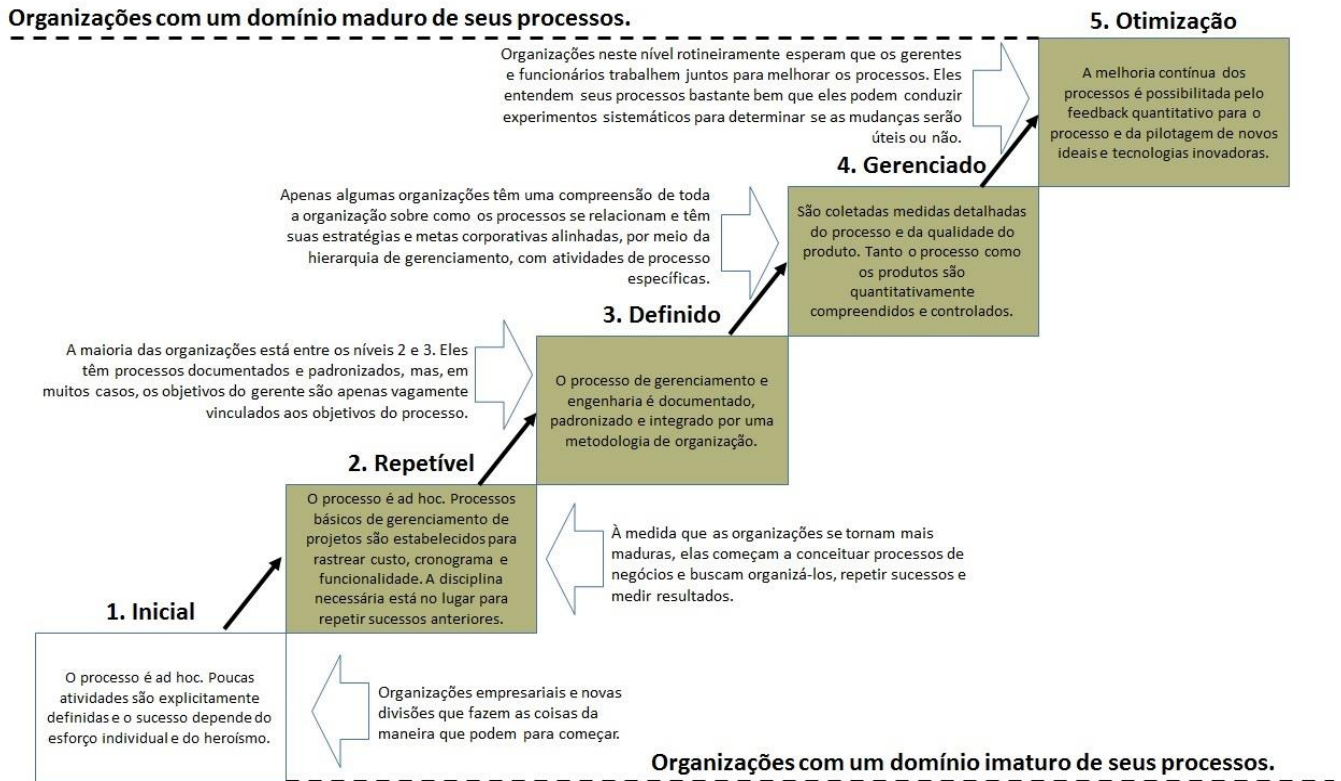 Organizações com um domínio maduro de seus processos.
5. Otimização
Organizações neste nível rotineiramente esperam que os gerentes
e funcionários trabalhem juntos para melhorar os processos. Eles
entendem seus processos bastante bem que eles podem conduzir
experimentos sistemáticos para determinar se as mudanças serão
úteis ou não.
A melhoria contínua dos
processos é possibilitada pelo
feedback quantitativo para o
processo e da pilotagem de novos
ideais e tecnologias inovadoras.
4. Gerenciado
Apenas algumas organizações têm uma compreensão de toda
a organização sobre como os processos se relacionam e têm
suas estratégias e metas corporativas alinhadas, por meio da
hierarquia de gerenciamento, com atividades de processo
específicas.
São coletadas medidas detalhadas
do processo e da qualidade do
produto. Tanto o processo como
os produtos são
quantitativamente
compreendidos e controlados.
3. Definido
A maioria das organizações está entre os níveis 2 e 3. Eles
têm processos documentados e padronizados, mas, em
muitos casos, os objetivos do gerente são apenas vagamente
vinculados aos objetivos do processo.
O processo de gerenciamento e
engenharia é documentado,
padronizado e integrado por uma
metodologia de organização.
2. Repetível
O processo é ad hoc. Processos
básicos de gerenciamento de
projetos são estabelecidos para
rastrear custo, cronograma e
funcionalidade. A disciplina
necessária está no lugar para
repetir sucessos anteriores.
À medida que as organizações se tornam mais
maduras, elas começam a conceituar processos de
negócios e buscam organizá-los, repetir sucessos e
medir resultados.
1. Inicial
O processo é ad hoc. Poucas
atividades são explicitamente
definidas e o sucesso depende do
esforço individual e do heroísmo.
Organizações empresariais e novas
divisões que fazem as coisas da
maneira que podem para começar.
Organizações com um domínio imaturo de seus processos.